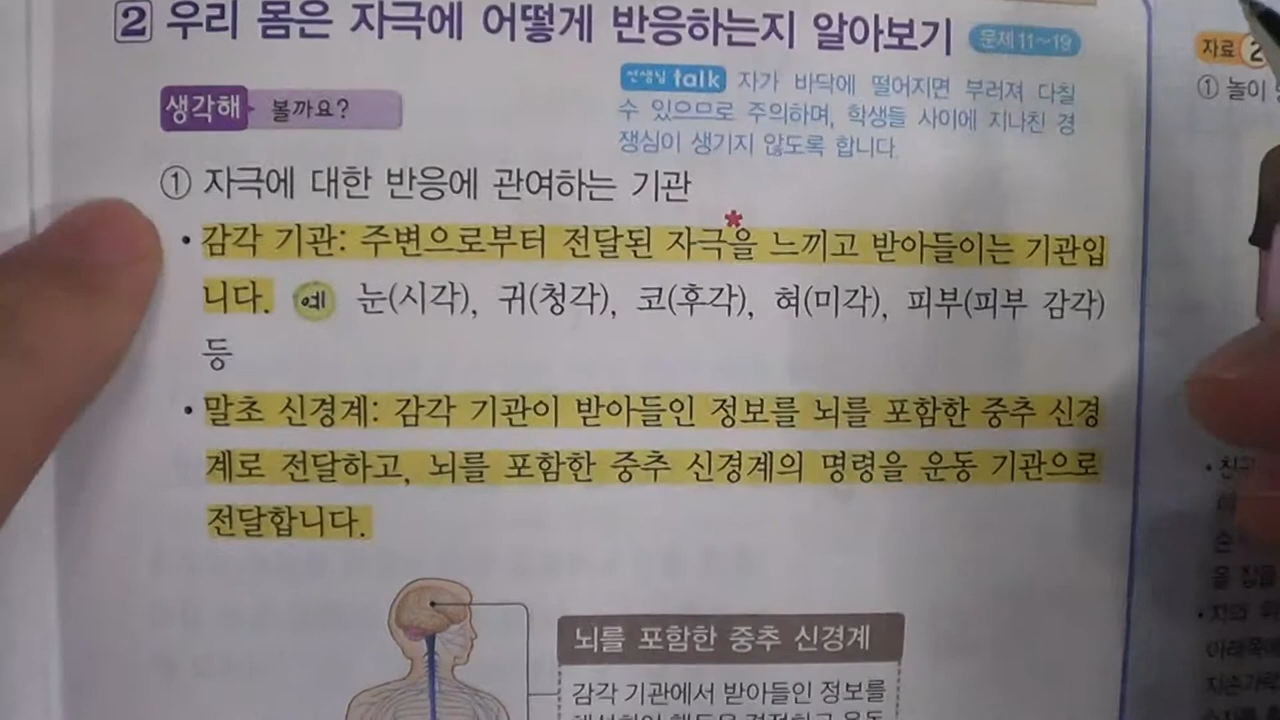 2 우리 몸은 자극에 어떻게 반응하는지 알아보기 문제 11~19
선생님 talk 자가 바닥에 떨어지면 부러져 다칠
수 있으므로 주의하며, 학생들 사이에 지나친 경
쟁심이 생기지 않도록 합니다.
생각해 볼까요?
① 자극에 대한 반응에 관여하는 기관
• 감각 기관: 주변으로부터 전달된 자극*을 느끼고 받아들이는 기관입
니다. 예 눈(시각), 귀(청각), 코(후각), 혀(미각), 피부(피부 감각)
등
• 말초 신경계: 감각 기관이 받아들인 정보를 뇌를 포함한 중추 신경
계로 전달하고, 뇌를 포함한 중추 신경계의 명령을 운동 기관으로
전달합니다.
뇌를 포함한 중추 신경계
감각 기관에서 받아들인 정보를
자료 2
① 놀이